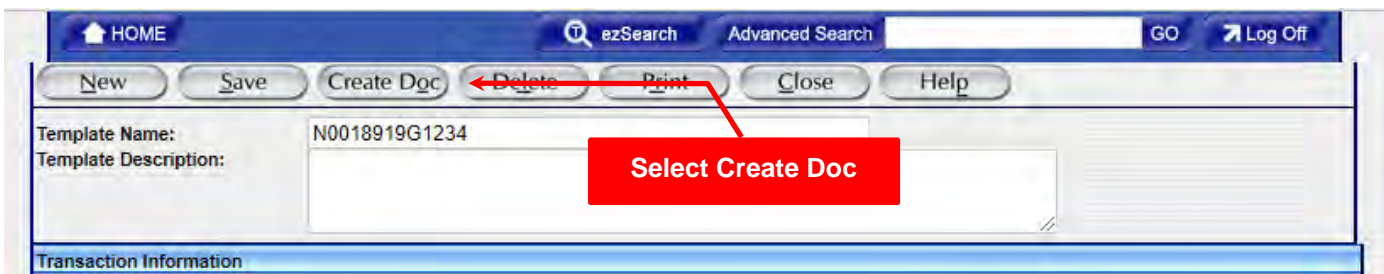 HOME ezSearch Advanced Search GO Log Off
New Save Create Doc Delete Print Close Help
Template Name: N0018919G1234
Template Description:
Select Create Doc
Transaction Information